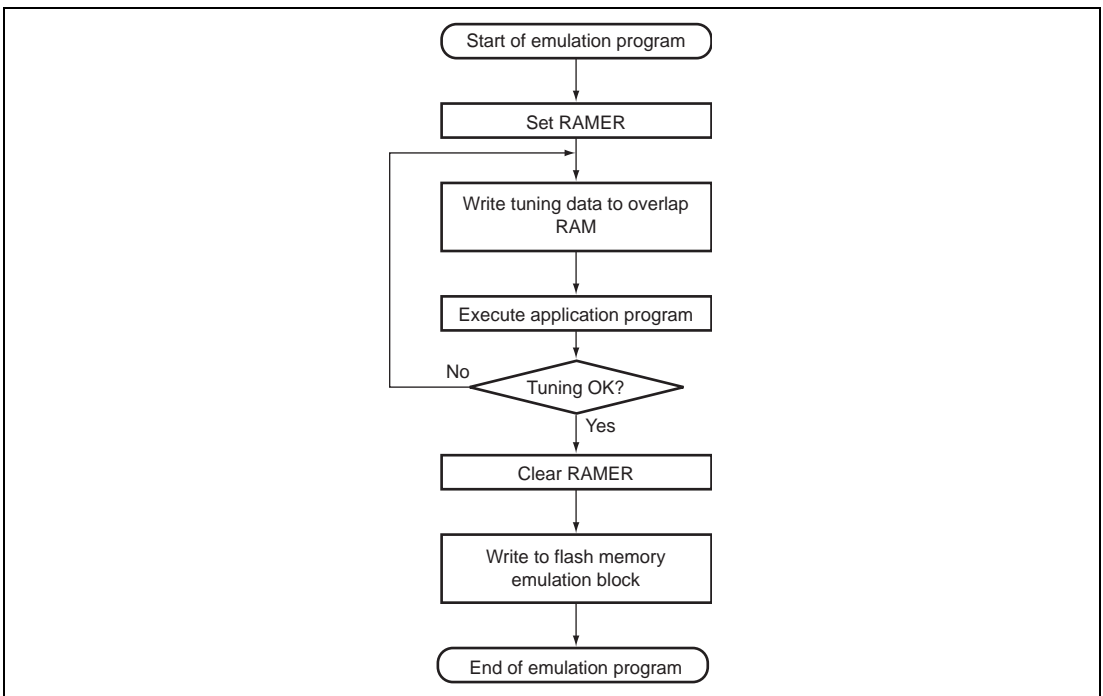 Start of emulation program
Set RAMER
Write tuning data to overlap
RAM
Execute application program
No
Tuning OK?
Yes
Clear RAMER
Write to flash memory
emulation block
End of emulation program